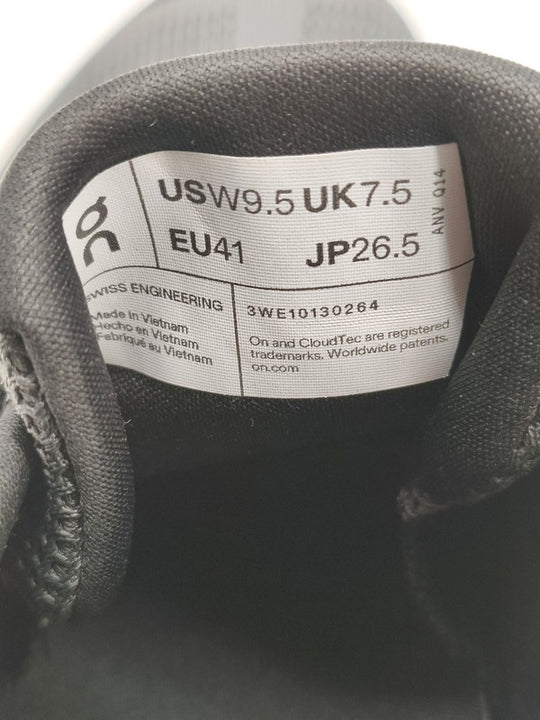 on
USW9.5 UK7.5
EU41 JP26.5
ANV Q14
SWISS ENGINEERING
Made in Vietnam
Hecho en Vietnam
Fabriqué au Vietnam
3WE10130264
On and CloudTec are registered
trademarks. Worldwide patents.
on.com